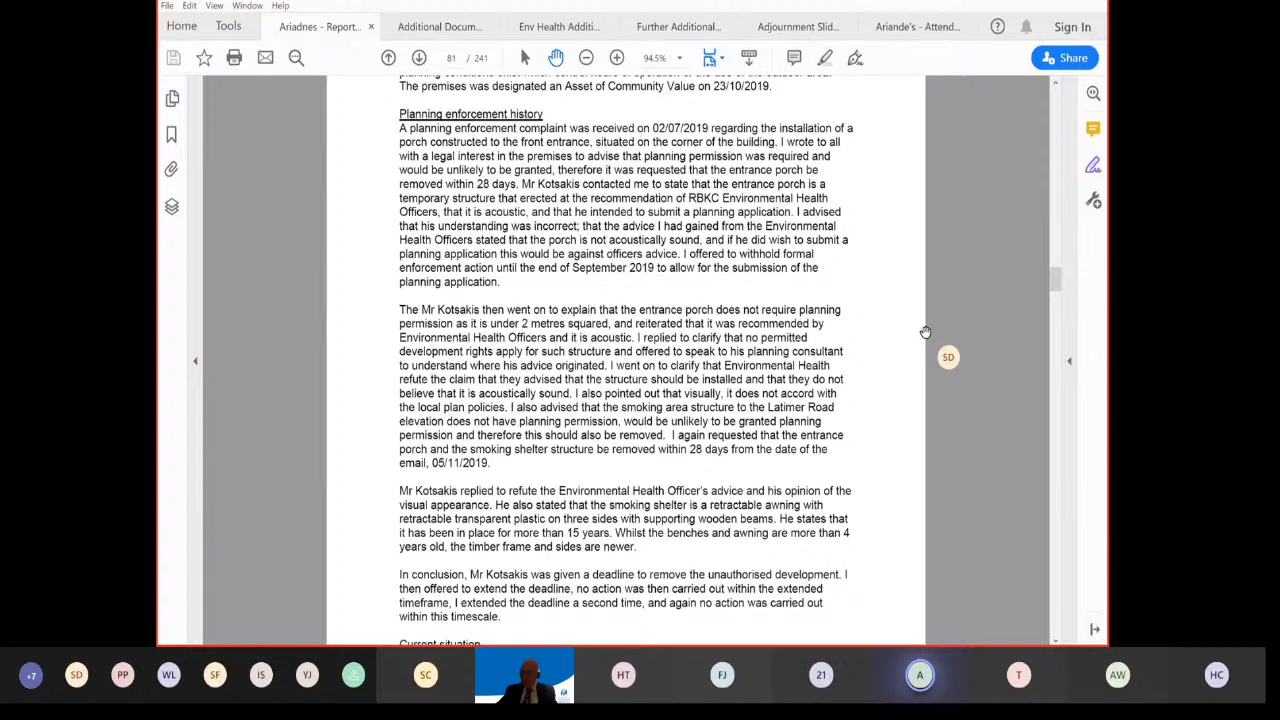 File Edit View Window Help
Home Tools Ariadnes - Report... × Additional Docum... Env Health Additi... Further Additional... Adjournment Slid... Ariande's - Attend... Sign In
81 / 241 94.5% Share
The premises was designated an Asset of Community Value on 23/10/2019.
Planning enforcement history
A planning enforcement complaint was received on 02/07/2019 regarding the installation of a
porch constructed to the front entrance, situated on the corner of the building. I wrote to all
with a legal interest in the premises to advise that planning permission was required and
would be unlikely to be granted, therefore it was requested that the entrance porch be
removed within 28 days. Mr Kotsakis contacted me to state that the entrance porch is a
temporary structure that erected at the recommendation of RBKC Environmental Health
Officers, that it is acoustic, and that he intended to submit a planning application. I advised
that his understanding was incorrect; that the advice I had gained from the Environmental
Health Officers stated that the porch is not acoustically sound, and if he did wish to submit a
planning application this would be against officers advice. I offered to withhold formal
enforcement action until the end of September 2019 to allow for the submission of the
planning application.
The Mr Kotsakis then went on to explain that the entrance porch does not require planning
permission as it is under 2 metres squared, and reiterated that it was recommended by
Environmental Health Officers and it is acoustic. I replied to clarify that no permitted
development rights apply for such structure and offered to speak to his planning consultant
to understand where his advice originated. I went on to clarify that Environmental Health
refute the claim that they advised that the structure should be installed and that they do not
believe that it is acoustically sound. I also pointed out that visually, it does not accord with
the local plan policies. I also advised that the smoking area structure to the Latimer Road
elevation does not have planning permission, would be unlikely to be granted planning
permission and therefore this should also be removed. I again requested that the entrance
porch and the smoking shelter structure be removed within 28 days from the date of the
email, 05/11/2019.
SD
Mr Kotsakis replied to refute the Environmental Health Officer's advice and his opinion of the
visual appearance. He also stated that the smoking shelter is a retractable awning with
retractable transparent plastic on three sides with supporting wooden beams. He states that
it has been in place for more than 15 years. Whilst the benches and awning are more than 4
years old, the timber frame and sides are newer.
In conclusion, Mr Kotsakis was given a deadline to remove the unauthorised development. I
then offered to extend the deadline, no action was then carried out within the extended
timeframe, I extended the deadline a second time, and again no action was carried out
within this timescale.
Current situation
+7 SD PP WL SF IS YJ SC HT FJ 21 A T AW HC